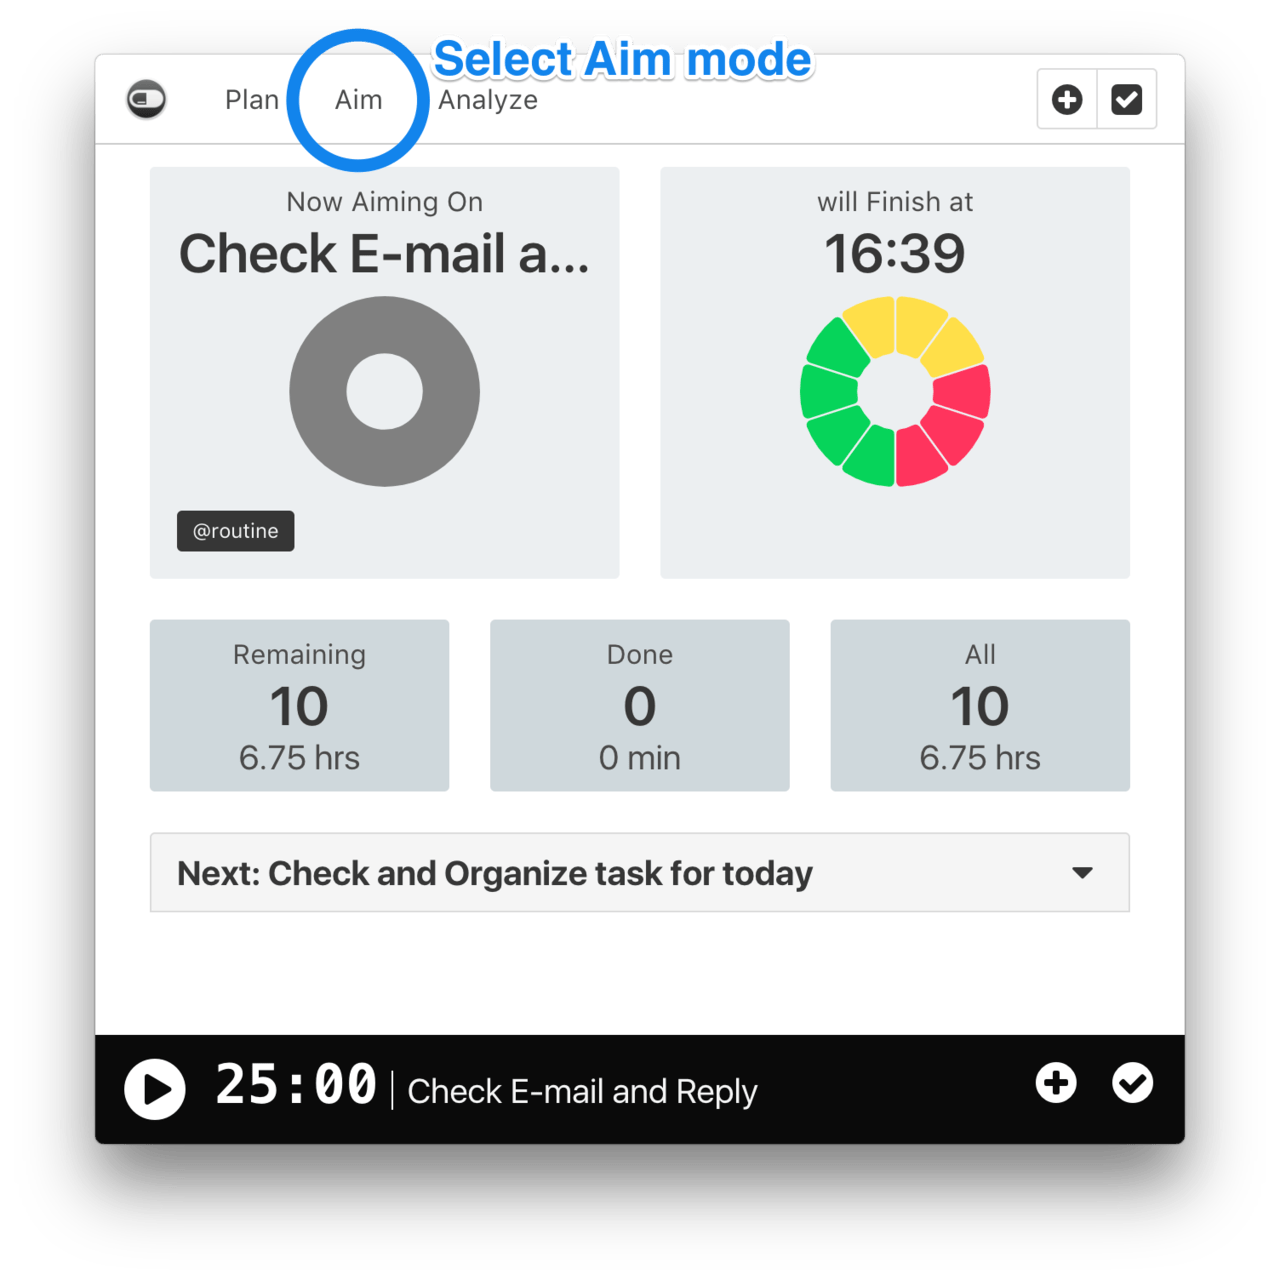 Select Aim mode
Plan Aim Analyze
Now Aiming On
Check E-mail a...
@routine
will Finish at
16:39
Remaining
10
6.75 hrs
Done
0
0 min
All
10
6.75 hrs
Next: Check and Organize task for today
25:00 | Check E-mail and Reply